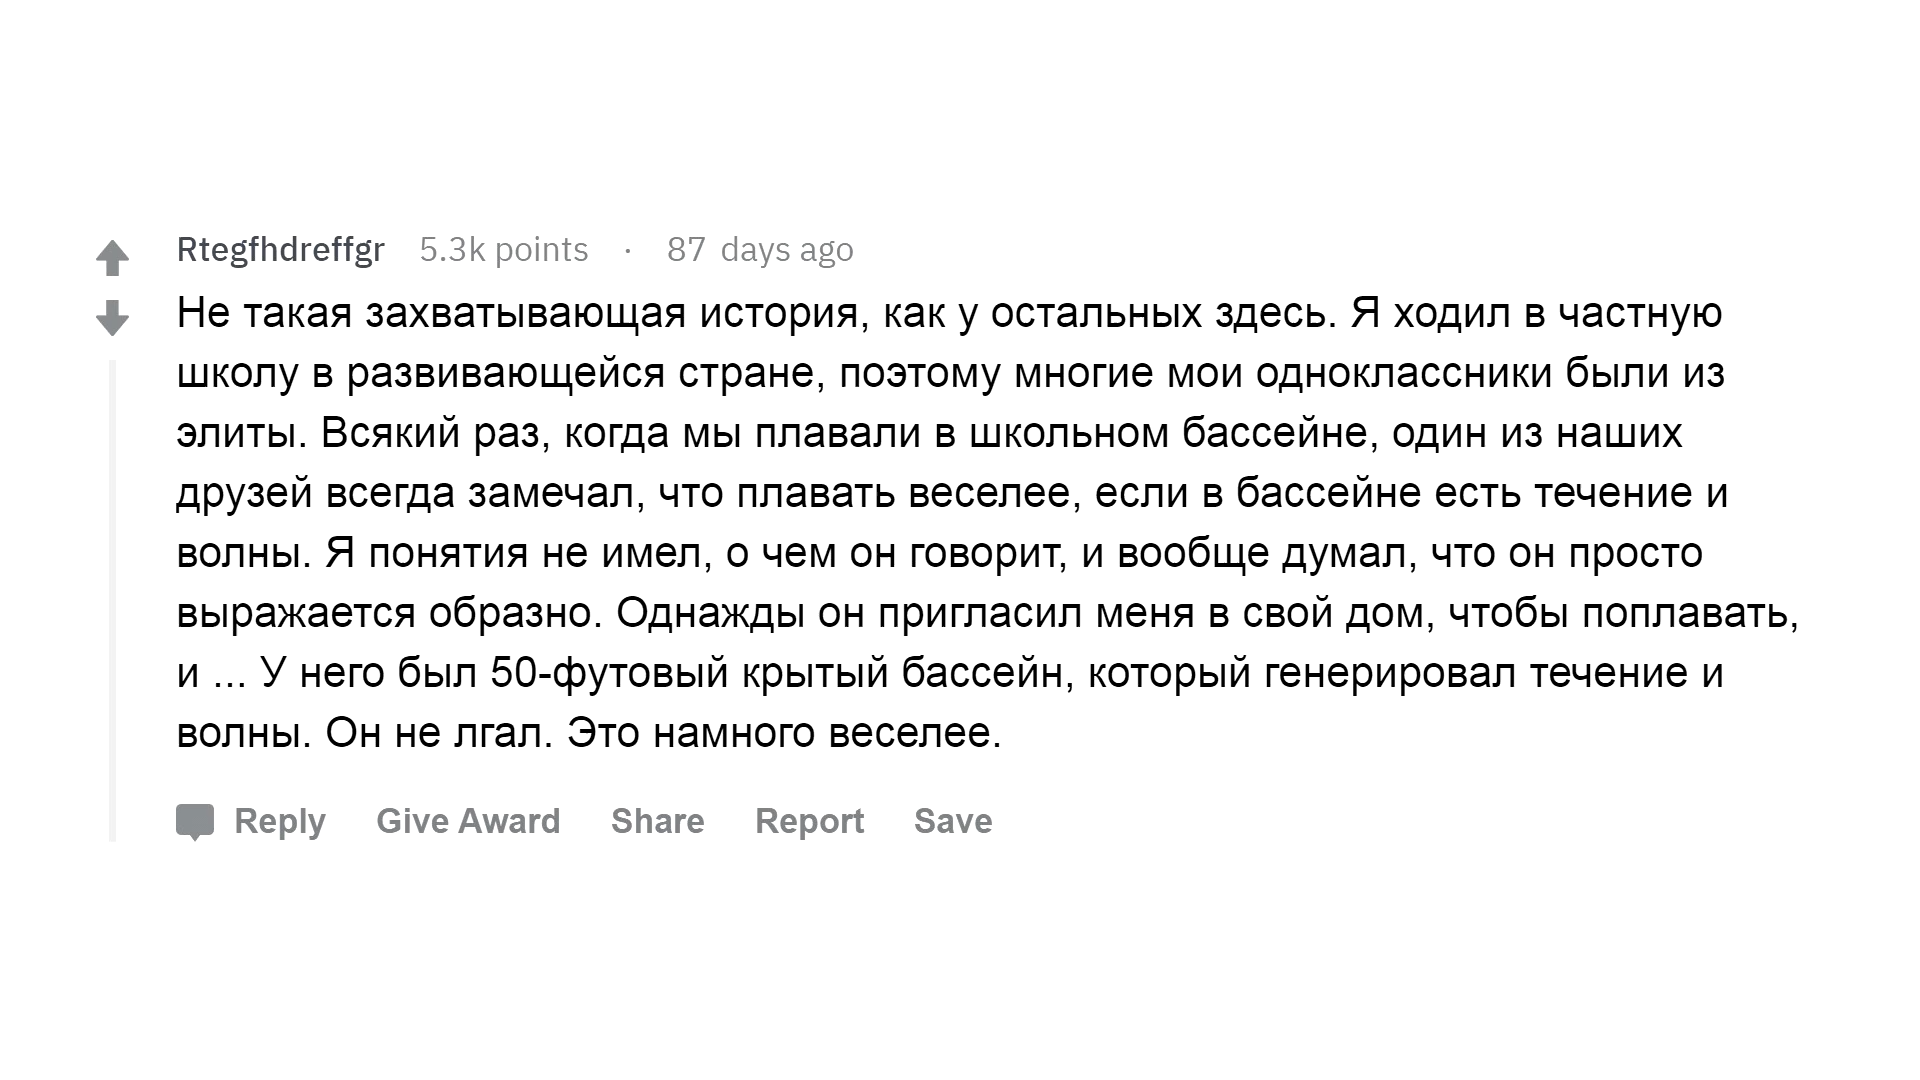 Rtegfhdreffgr 5.3k points · 87 days ago
Не такая захватывающая история, как у остальных здесь. Я ходил в частную
школу в развивающейся стране, поэтому многие мои одноклассники были из
элиты. Всякий раз, когда мы плавали в школьном бассейне, один из наших
друзей всегда замечал, что плавать веселее, если в бассейне есть течение и
волны. Я понятия не имел, о чем он говорит, и вообще думал, что он просто
выражается образно. Однажды он пригласил меня в свой дом, чтобы поплавать,
и ... У него был 50-футовый крытый бассейн, который генерировал течение и
волны. Он не лгал. Это намного веселее.
Reply Give Award Share Report Save